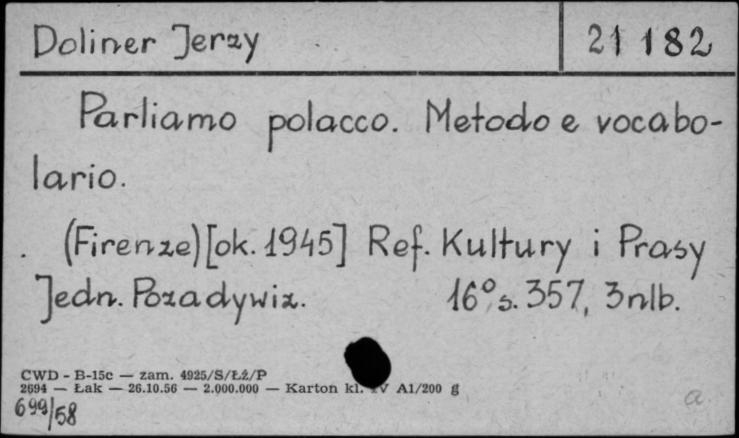 Doliner Jerzy 21 182
Parliamo polacco. Metodo e vocabo-
lario.
(Firenze) [ok. 1945] Ref. Kultury i Prasy
Jedn. Pozadywiz. 16° s. 357, 3 nlb.
CWD - B-15c — zam. 4925/S/ŁŻ/P
2694 — Łak — 26.10.56 — 2.000.000 — Karton kl. IV A1/200 g
699/58
a